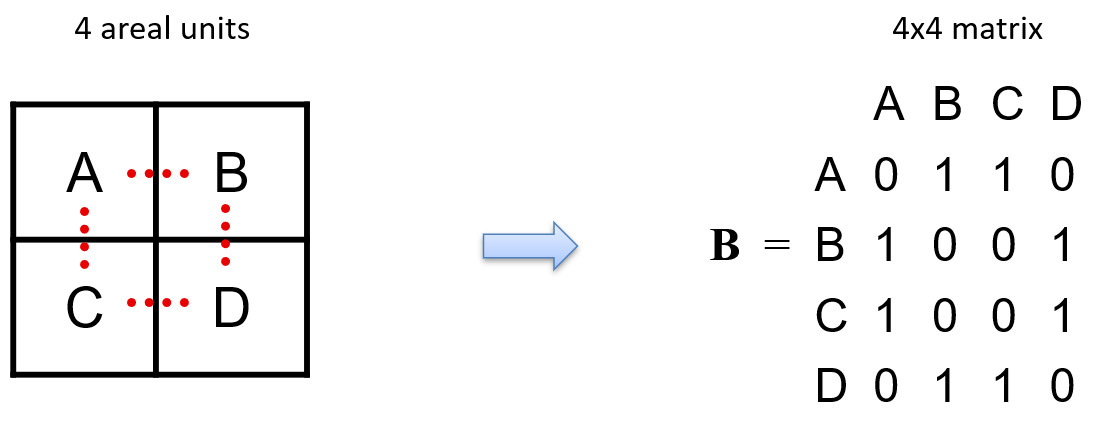 4 areal units
4x4 matrix
A B
C D
A B C D
A 0 1 1 0
B = B 1 0 0 1
C 1 0 0 1
D 0 1 1 0